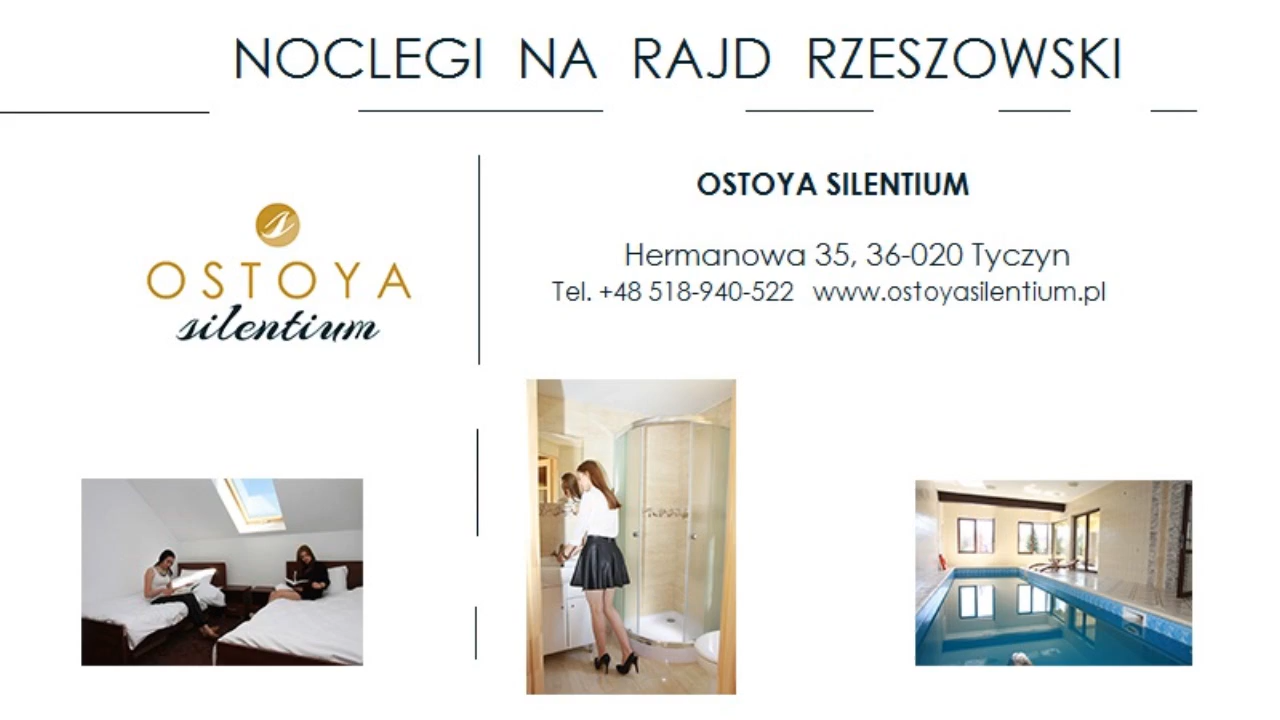 NOCLEGI NA RAJD RZESZOWSKI
OSTOYA
silentium
OSTOYA SILENTIUM
Hermanowa 35, 36-020 Tyczyn
Tel. +48 518-940-522 www.ostoyasilentium.pl